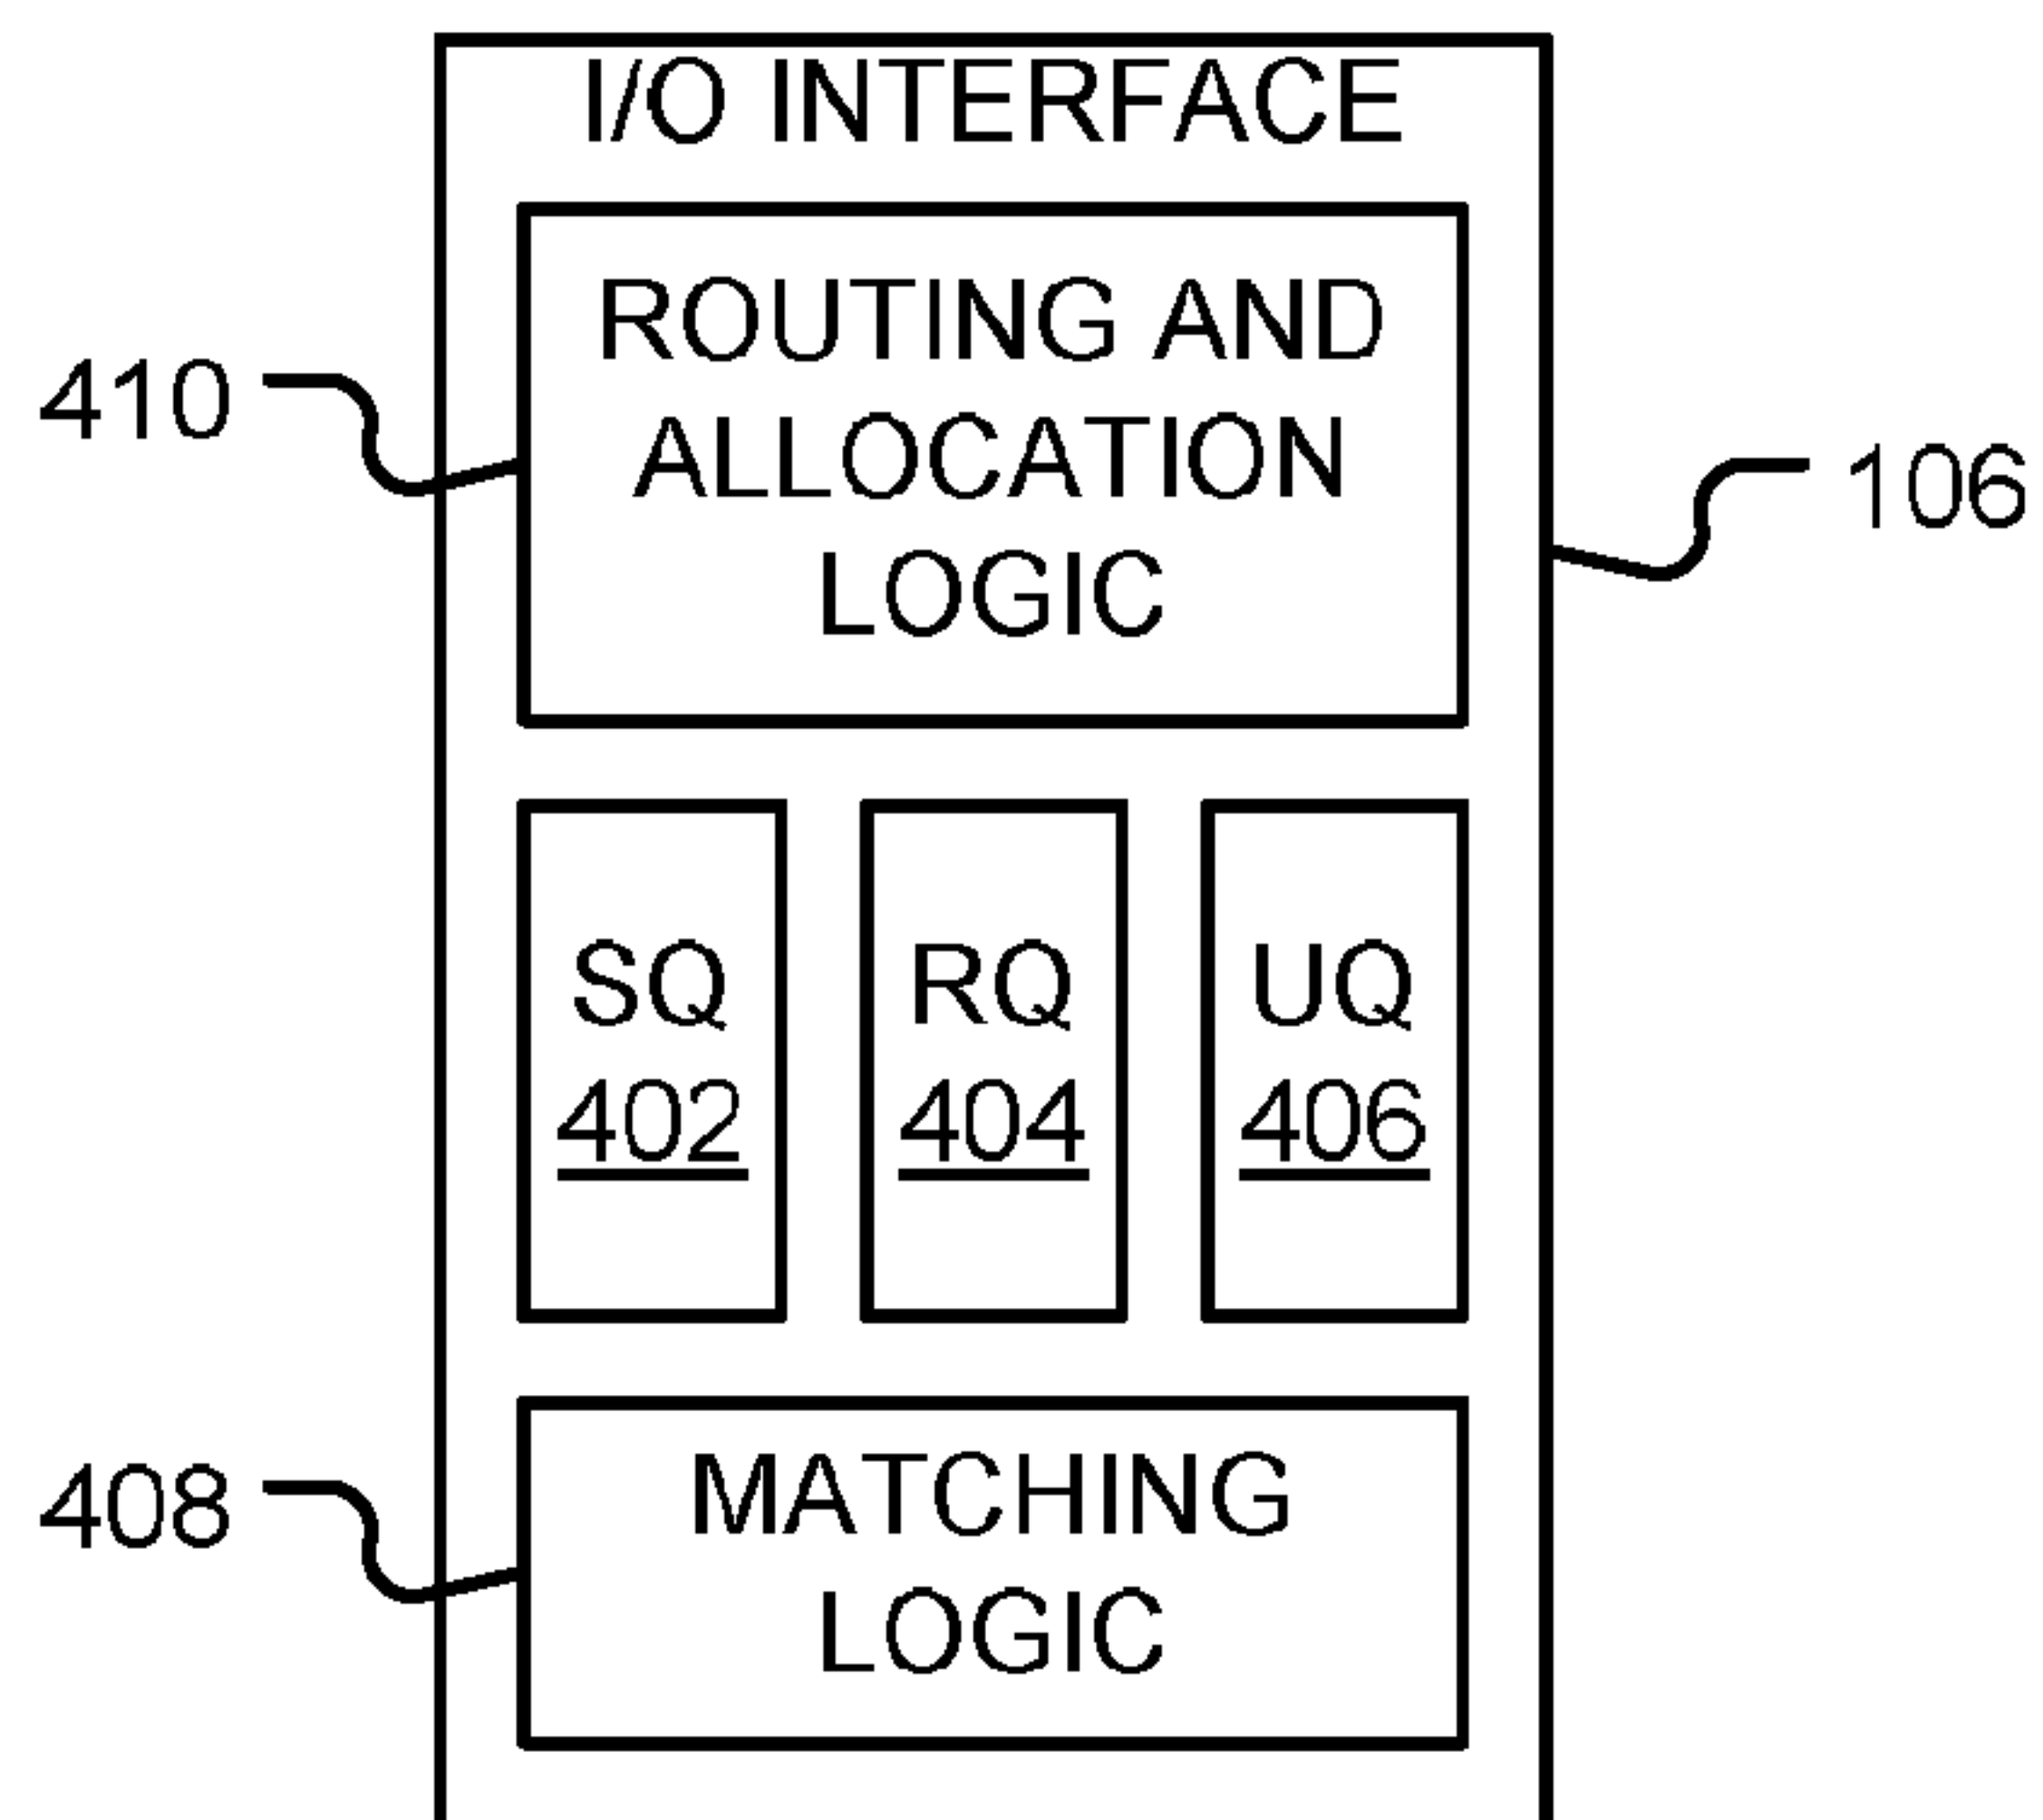 I/O INTERFACE
ROUTING AND
ALLOCATION
LOGIC
410
106
SQ
402
RQ
404
UQ
406
MATCHING
LOGIC
408